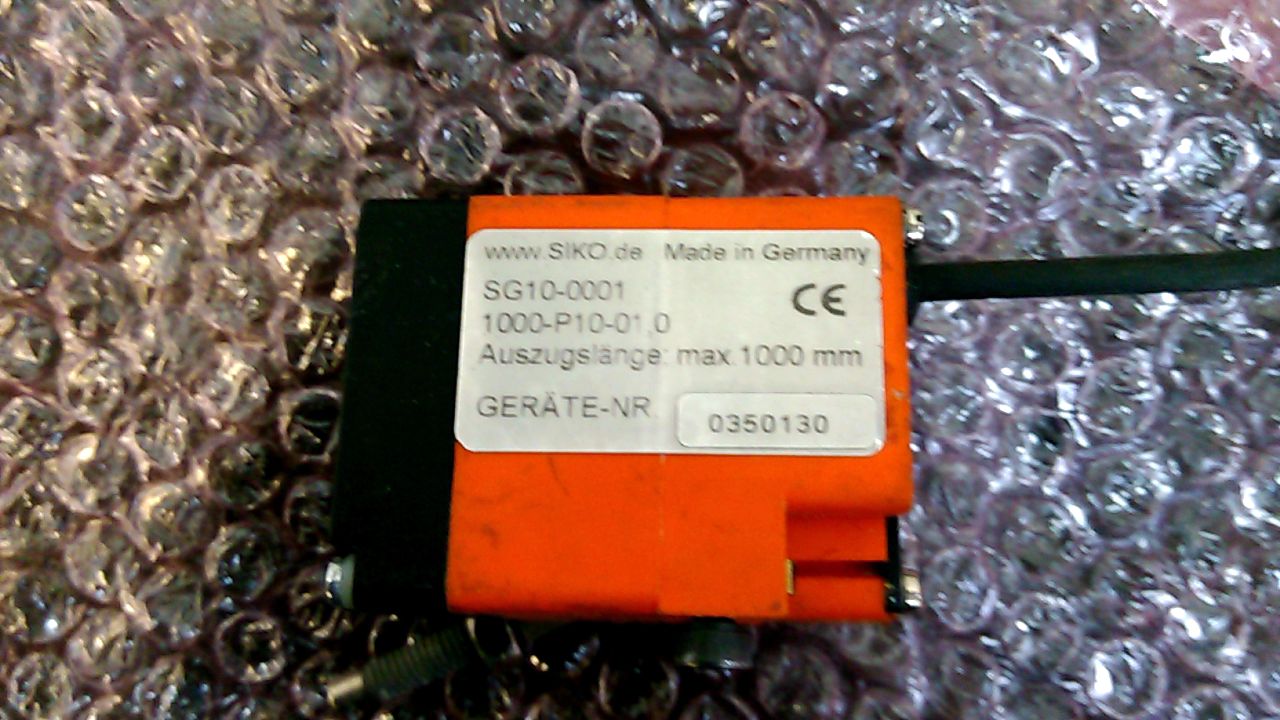 www.SIKO.de Made in Germany
SG10-0001 CE
1000-P10-01,0
Auszugslänge: max.1000 mm
GERÄTE-NR. 0350130